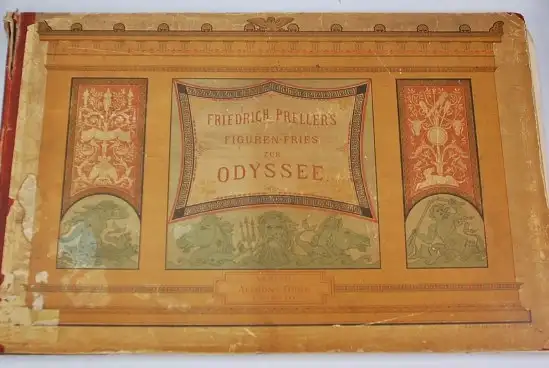 FRIEDRICH PRELLER'S
FIGUREN-FRIES
ZUR
ODYSSEE.